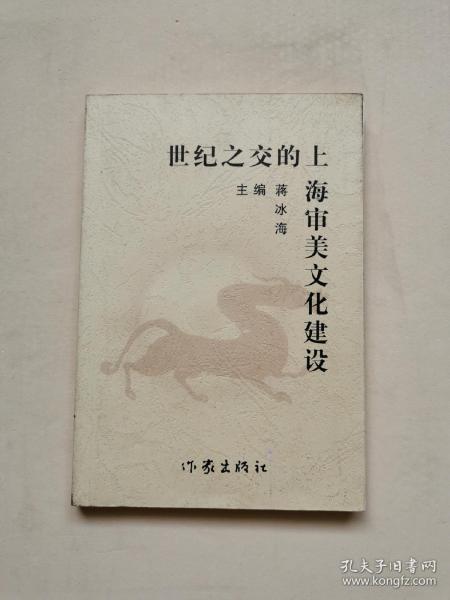 世纪之交的上
海审美文化建设
主编 蒋冰海
作家出版社
孔夫子旧书网
www.kongfz.com